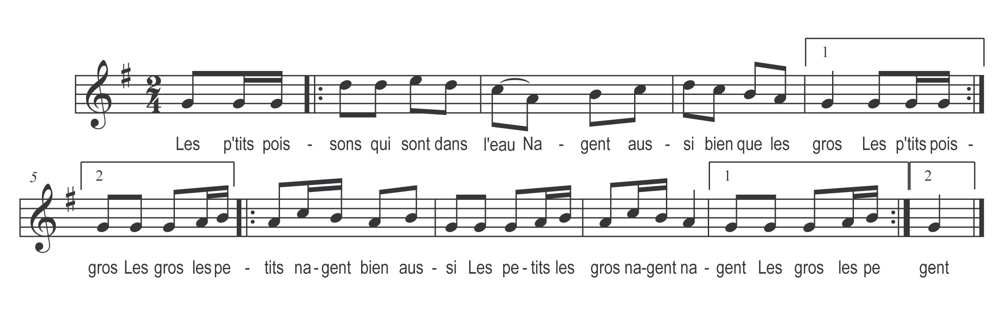 1
Les p'tits pois - sons qui sont dans l'eau Na - gent aus - si bien que les gros Les p'tits pois -
5 2 1 2
gros Les gros les pe - tits na - gent bien aus - si Les pe - tits les gros na - gent na - gent Les gros les pe gent